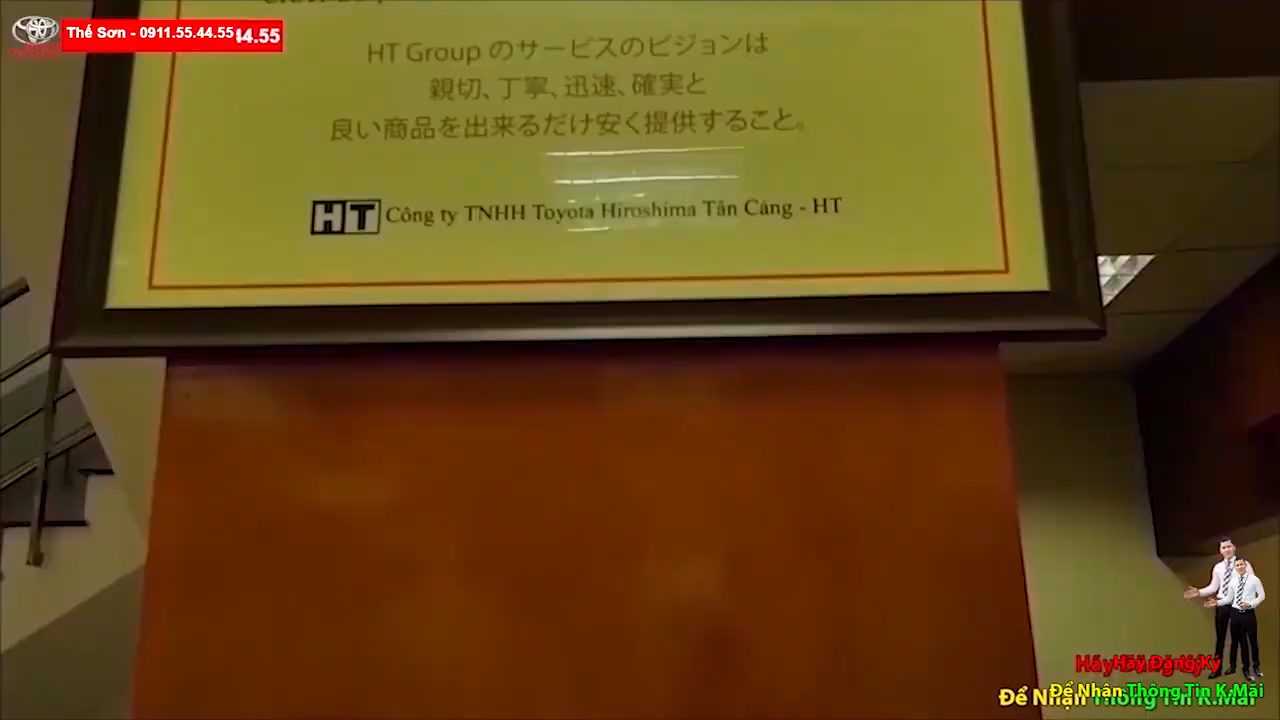 Thế Sơn - 0911.55.44.55
44.55
HT Group のサービスのビジョンは
親切、丁寧、迅速、確実と
良い商品を出来るだけ安く提供すること。
HT Công ty TNHH Toyota Hiroshima Tân Cảng - HT
Hãy Đăng Ký
Để Nhận Thông Tin K.Mãi